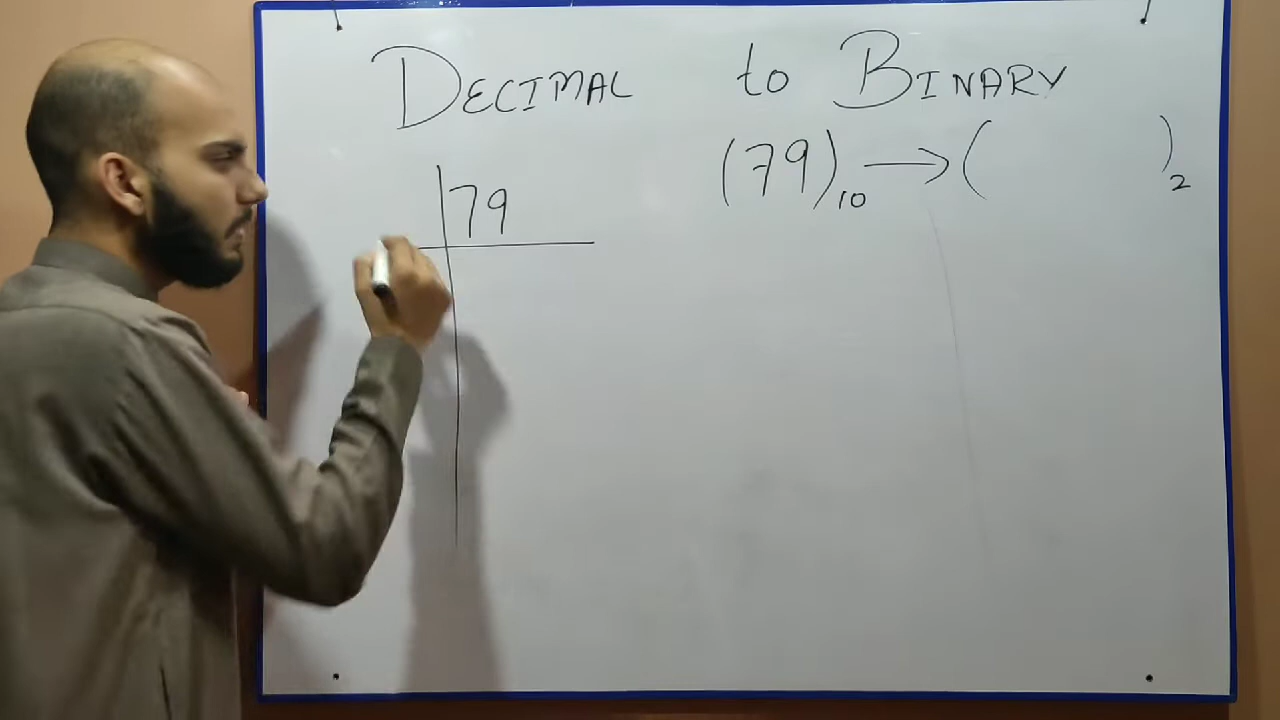 DECIMAL to BINARY
(79)₁₀ → ( )₂
79